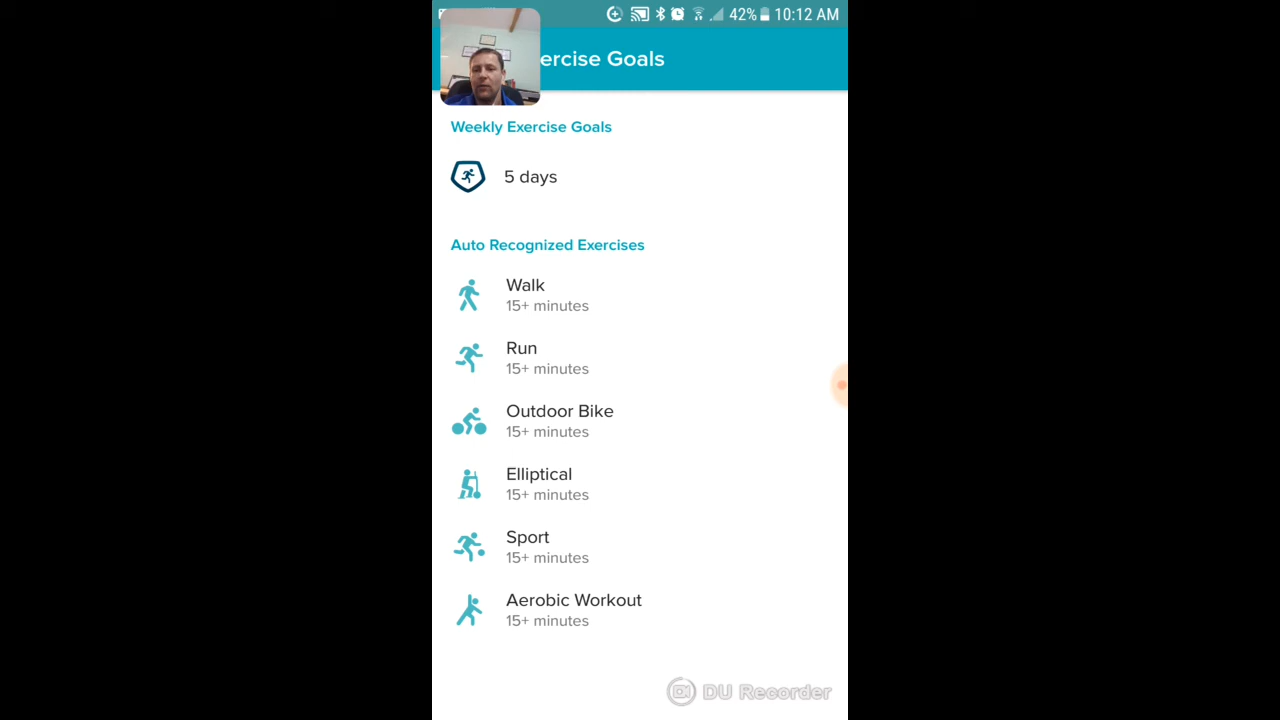 42% 10:12 AM
ercise Goals
Weekly Exercise Goals
5 days
Auto Recognized Exercises
Walk
15+ minutes
Run
15+ minutes
Outdoor Bike
15+ minutes
Elliptical
15+ minutes
Sport
15+ minutes
Aerobic Workout
15+ minutes
DU Recorder